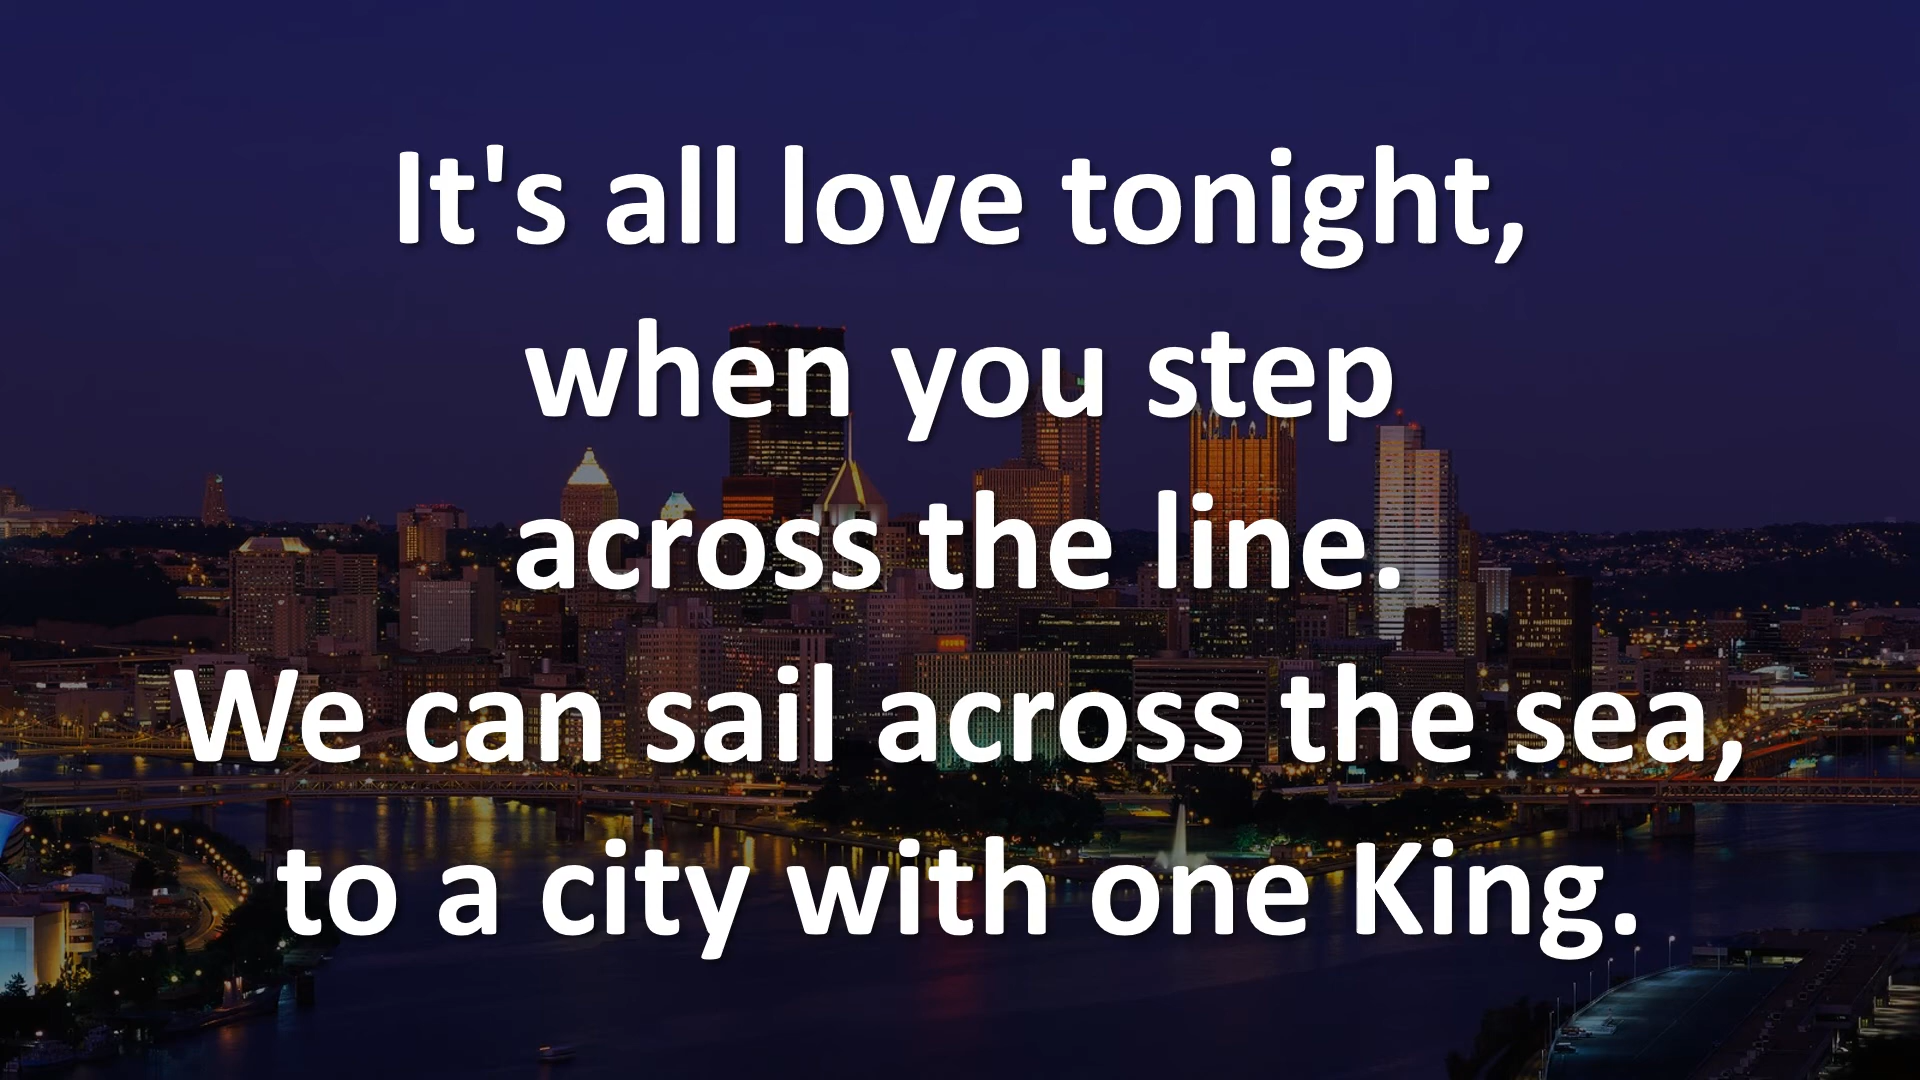 It's all love tonight,
when you step
across the line.
We can sail across the sea,
to a city with one King.